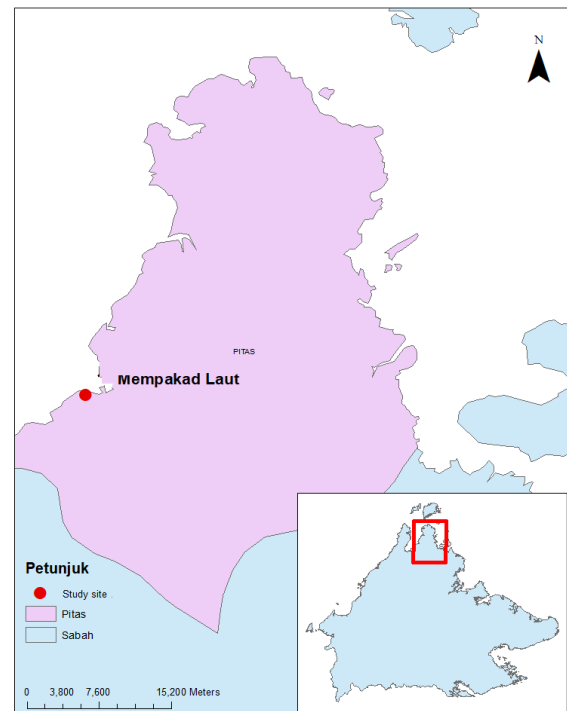 N
PITAS
Mempakad Laut
Petunjuk
Study site
Pitas
Sabah
0 3,800 7,600 15,200 Meters